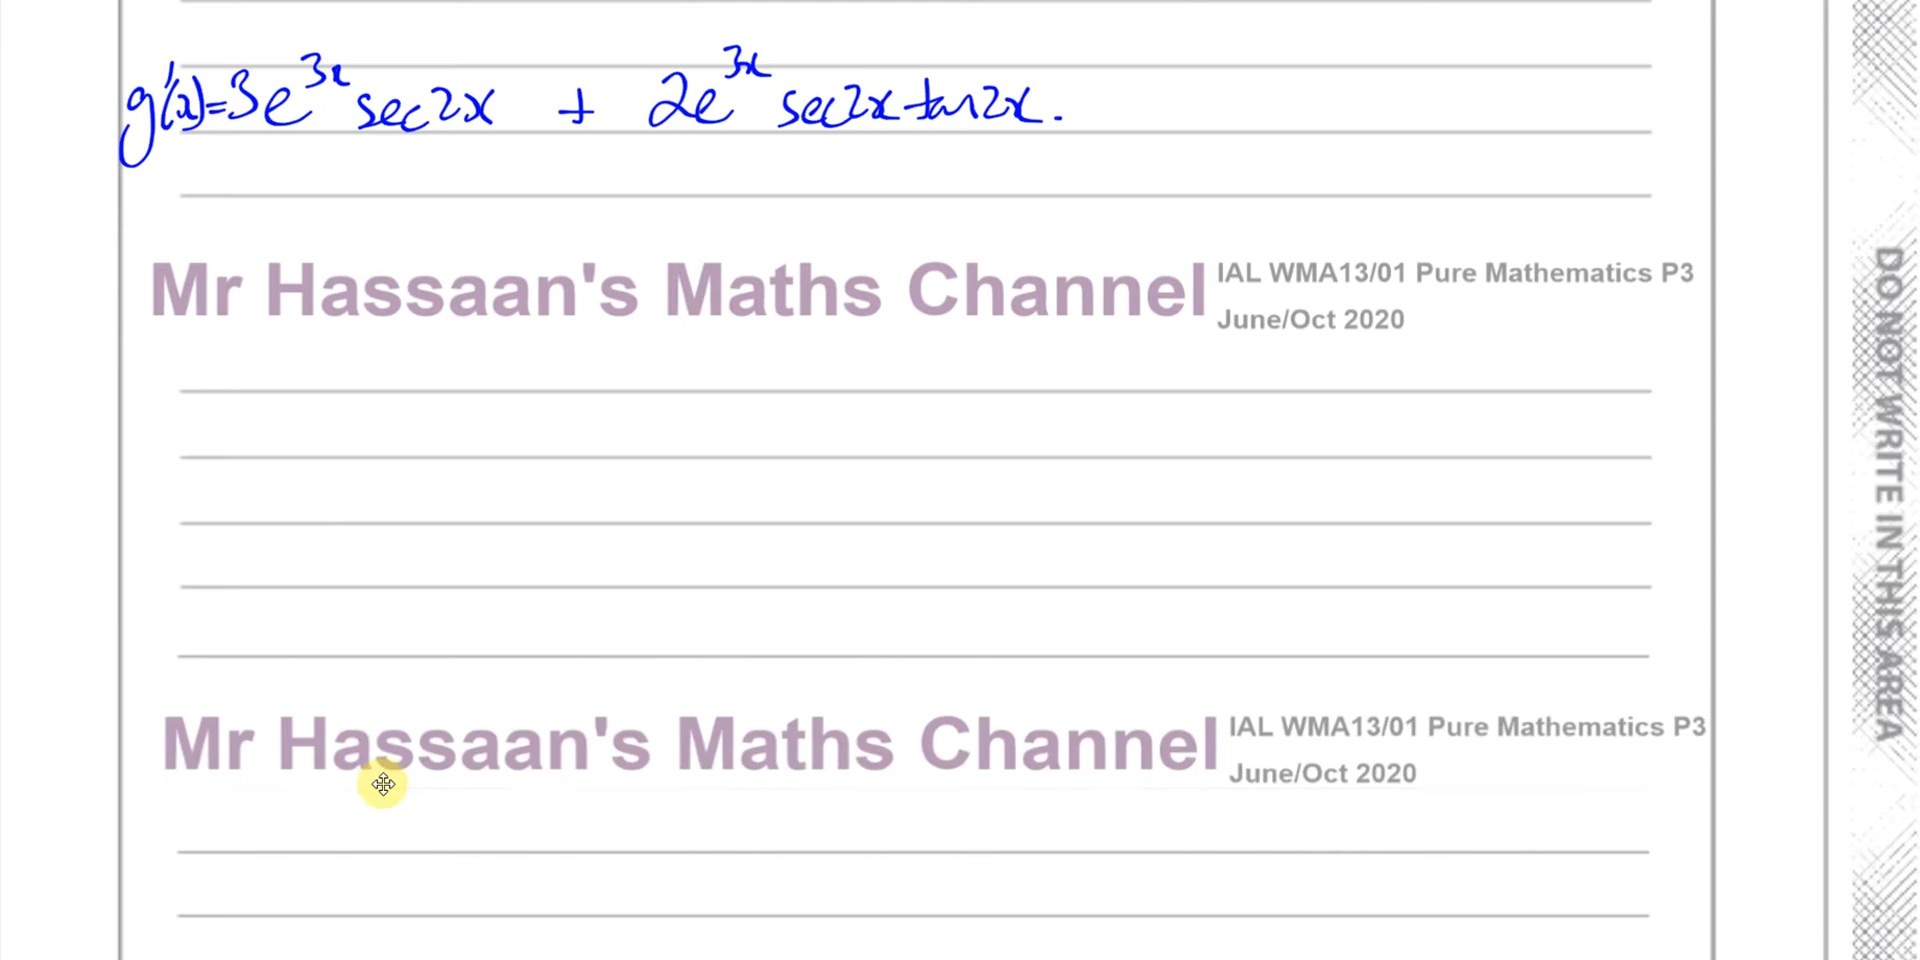 g'(x)=3e^{3x} sec2x + 2e^{3x} sec2x tan2x.
Mr Hassaan's Maths Channel IAL WMA13/01 Pure Mathematics P3
June/Oct 2020
Mr Hassaan's Maths Channel IAL WMA13/01 Pure Mathematics P3
June/Oct 2020
DO NOT WRITE IN THIS AREA